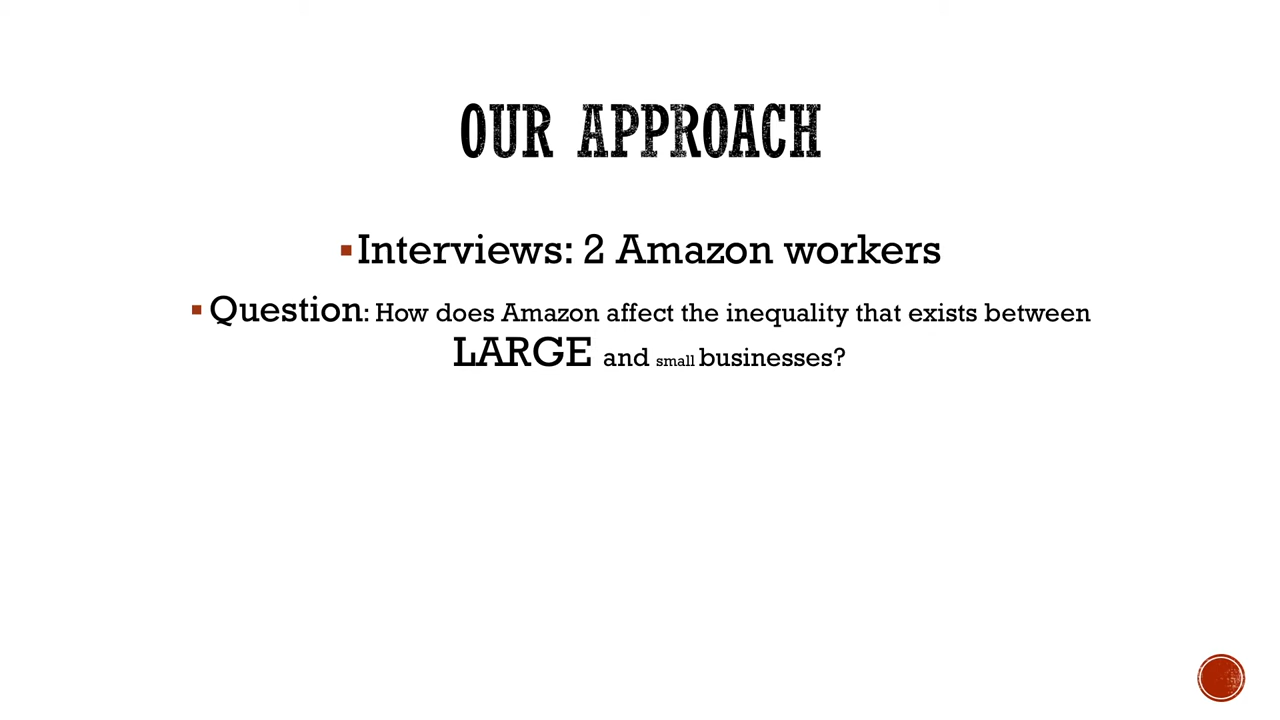 OUR APPROACH
▪Interviews: 2 Amazon workers
▪Question: How does Amazon affect the inequality that exists between
LARGE and small businesses?